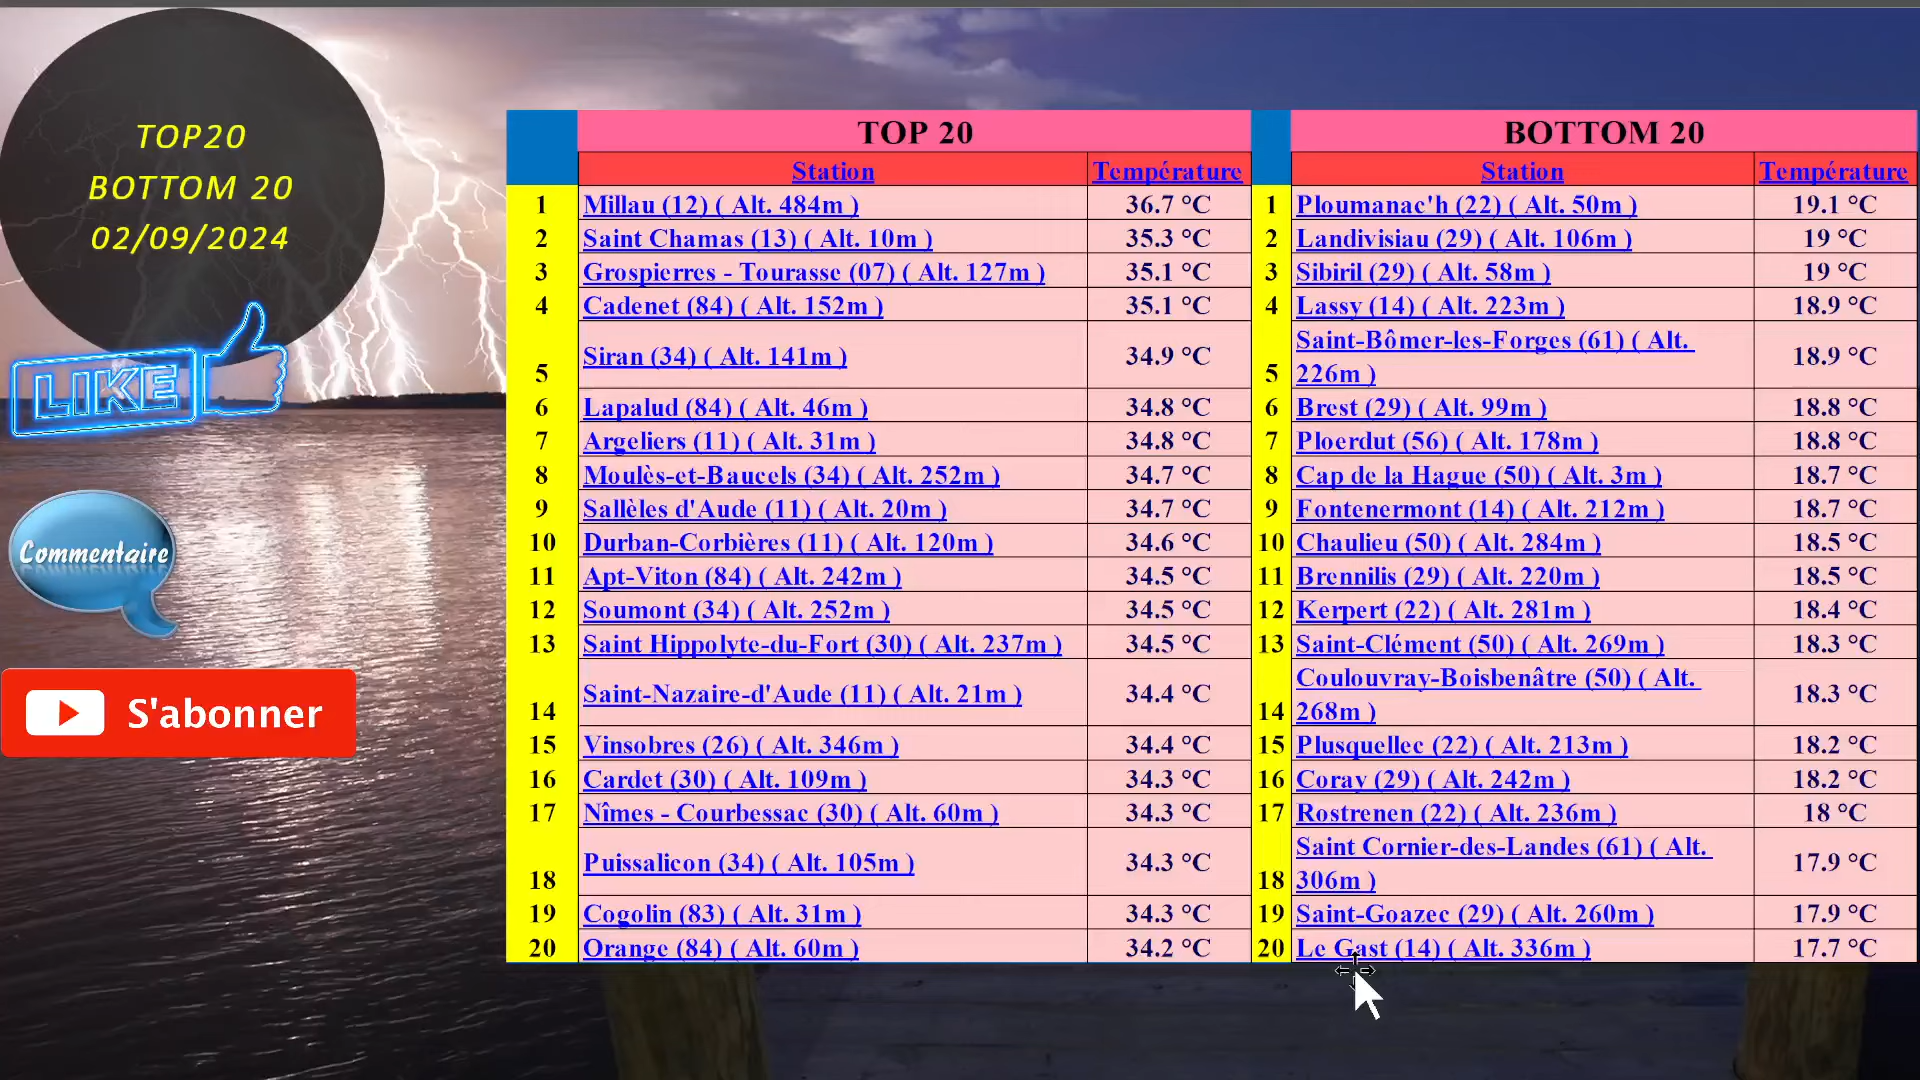 TOP20
BOTTOM 20
02/09/2024
LIKE
Commentaire
S'abonner
TOP 20 BOTTOM 20
Station Température Station Température
1 Millau (12) ( Alt. 484m ) 36.7 °C 1 Ploumanac'h (22) ( Alt. 50m ) 19.1 °C
2 Saint Chamas (13) ( Alt. 10m ) 35.3 °C 2 Landivisiau (29) ( Alt. 106m ) 19 °C
3 Grospierres - Tourasse (07) ( Alt. 127m ) 35.1 °C 3 Sibiril (29) ( Alt. 58m ) 19 °C
4 Cadenet (84) ( Alt. 152m ) 35.1 °C 4 Lassy (14) ( Alt. 223m ) 18.9 °C
5 Siran (34) ( Alt. 141m ) 34.9 °C 5 Saint-Bômer-les-Forges (61) ( Alt.
226m ) 18.9 °C
6 Lapalud (84) ( Alt. 46m ) 34.8 °C 6 Brest (29) ( Alt. 99m ) 18.8 °C
7 Argeliers (11) ( Alt. 31m ) 34.8 °C 7 Ploerdut (56) ( Alt. 178m ) 18.8 °C
8 Moulès-et-Baucels (34) ( Alt. 252m ) 34.7 °C 8 Cap de la Hague (50) ( Alt. 3m ) 18.7 °C
9 Sallèles d'Aude (11) ( Alt. 20m ) 34.7 °C 9 Fontenermont (14) ( Alt. 212m ) 18.7 °C
10 Durban-Corbières (11) ( Alt. 120m ) 34.6 °C 10 Chaulieu (50) ( Alt. 284m ) 18.5 °C
11 Apt-Viton (84) ( Alt. 242m ) 34.5 °C 11 Brennilis (29) ( Alt. 220m ) 18.5 °C
12 Soumont (34) ( Alt. 252m ) 34.5 °C 12 Kerpert (22) ( Alt. 281m ) 18.4 °C
13 Saint Hippolyte-du-Fort (30) ( Alt. 237m ) 34.5 °C 13 Saint-Clément (50) ( Alt. 269m ) 18.3 °C
14 Saint-Nazaire-d'Aude (11) ( Alt. 21m ) 34.4 °C 14 Coulouvray-Boisbenâtre (50) ( Alt.
268m ) 18.3 °C
15 Vinsobres (26) ( Alt. 346m ) 34.4 °C 15 Plusquellec (22) ( Alt. 213m ) 18.2 °C
16 Cardet (30) ( Alt. 109m ) 34.3 °C 16 Coray (29) ( Alt. 242m ) 18.2 °C
17 Nîmes - Courbessac (30) ( Alt. 60m ) 34.3 °C 17 Rostrenen (22) ( Alt. 236m ) 18 °C
18 Puissalicon (34) ( Alt. 105m ) 34.3 °C 18 Saint Cornier-des-Landes (61) ( Alt.
306m ) 17.9 °C
19 Cogolin (83) ( Alt. 31m ) 34.3 °C 19 Saint-Goazec (29) ( Alt. 260m ) 17.9 °C
20 Orange (84) ( Alt. 60m ) 34.2 °C 20 Le Gast (14) ( Alt. 336m ) 17.7 °C